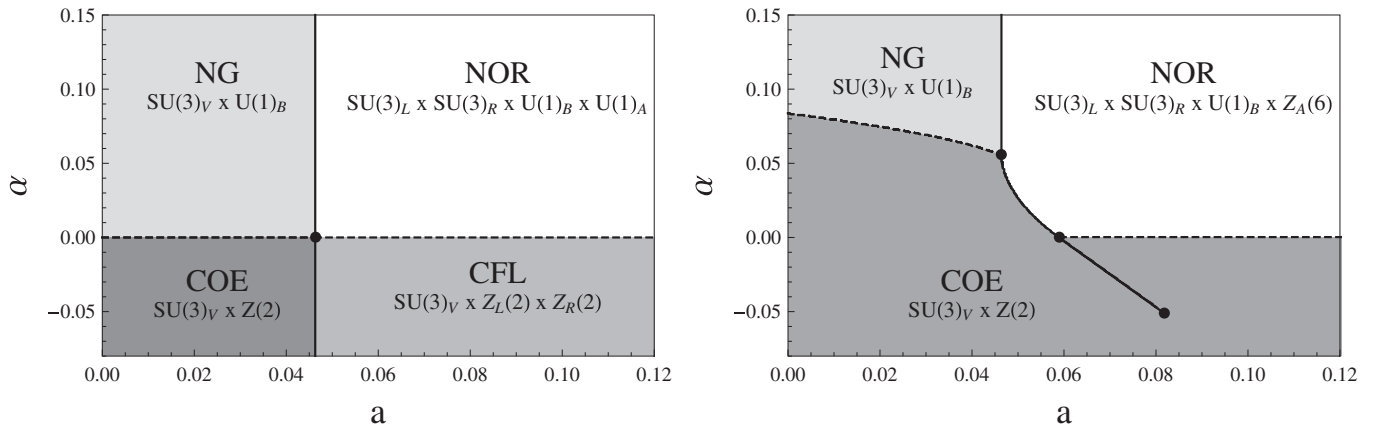 0.15
0.10
0.05
0.00
−0.05
α
NG
SU(3)V x U(1)B
NOR
SU(3)L x SU(3)R x U(1)B x U(1)A
COE
SU(3)V x Z(2)
CFL
SU(3)V x ZL(2) x ZR(2)
0.00 0.02 0.04 0.06 0.08 0.10 0.12
a
0.15
0.10
0.05
0.00
−0.05
α
NG
SU(3)V x U(1)B
NOR
SU(3)L x SU(3)R x U(1)B x ZA(6)
COE
SU(3)V x Z(2)
0.00 0.02 0.04 0.06 0.08 0.10 0.12
a